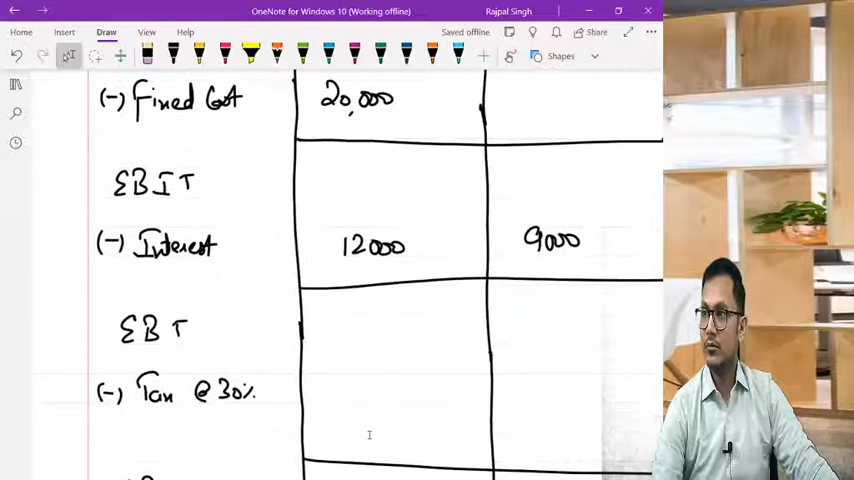 OneNote for Windows 10 (Working offline)
Rajpal Singh
Home Insert Draw View Help
Saved offline
Share
Shapes
(-) Fixed Cost 20,000
EBIT
(-) Interest 12000 9000
EBT
(-) Tax @ 30%